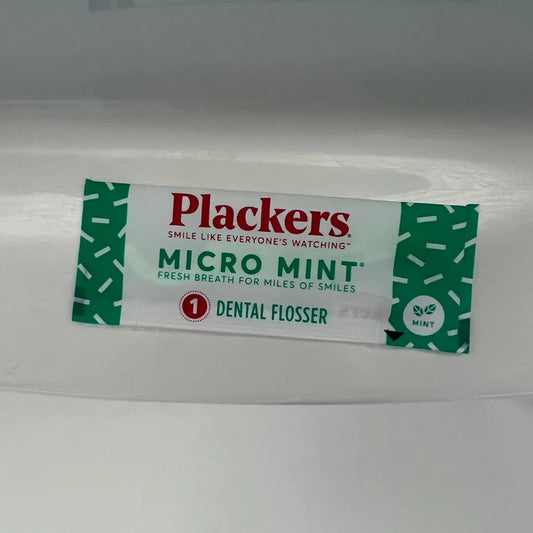 Plackers®
SMILE LIKE EVERYONE'S WATCHING™
MICRO MINT®
FRESH BREATH FOR MILES OF SMILES
1 DENTAL FLOSSER
MINT